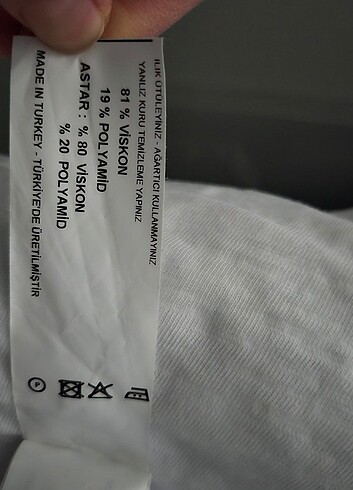 ILIK ÜTÜLEYİNİZ - AĞARTICI KULLANMAYINIZ
YANLIZ KURU TEMİZLEME YAPINIZ
81 % VİSKON
19 % POLYAMİD
ASTAR : % 80 VİSKON
% 20 POLYAMİD
MADE IN TURKEY - TÜRKİYE'DE ÜRETİLMİŞTİR
P